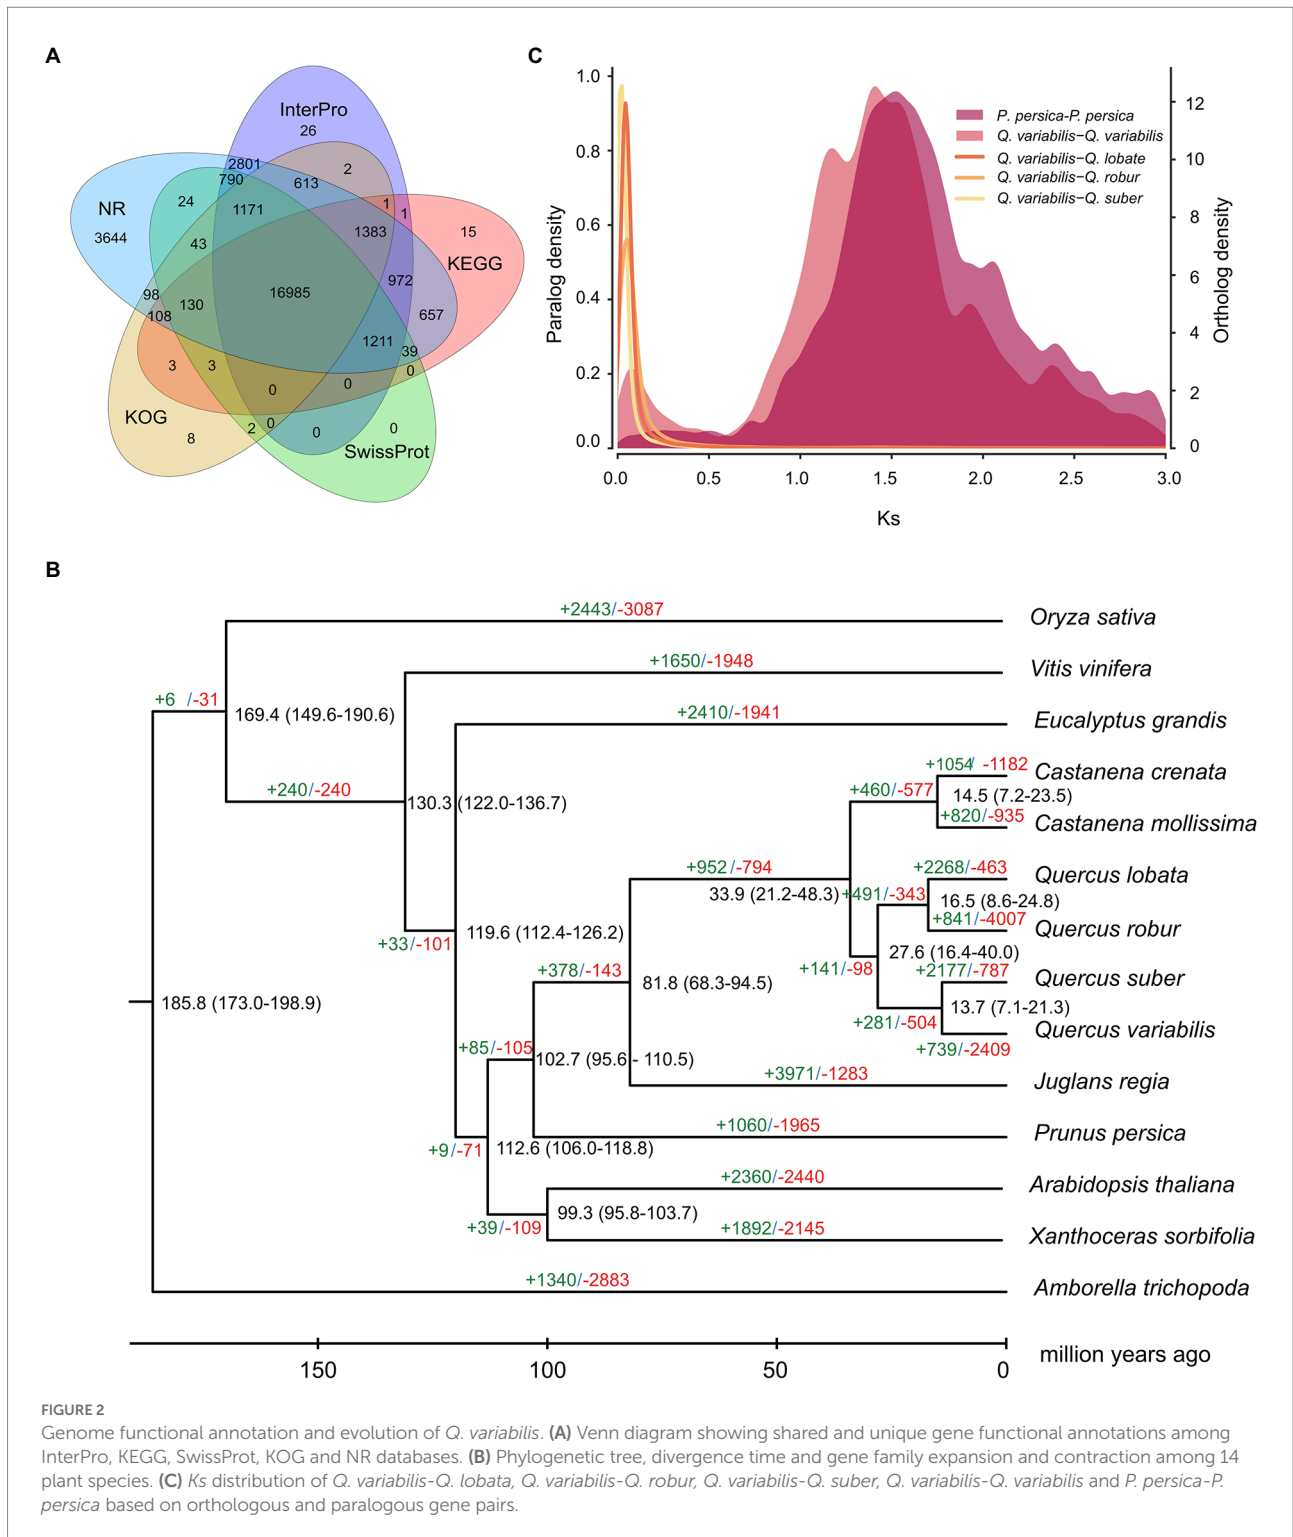 A
InterPro
26
2801
790
2
613
NR
3644
24
1171
1
1
1383
15
KEGG
43
972
98
108
130
16985
657
1211
39
0
3
3
0
0
KOG
8
2
0
0
0
SwissProt
C
1.0
0.8
0.6
0.4
0.2
0.0
Paralog density
12
10
8
6
4
2
0
Ortholog density
P. persica-P. persica
Q. variabilis–Q. variabilis
Q. variabilis–Q. lobate
Q. variabilis–Q. robur
Q. variabilis–Q. suber
0.0 0.5 1.0 1.5 2.0 2.5 3.0
Ks
B
+2443/-3087
Oryza sativa
+1650/-1948
Vitis vinifera
+6 /-31
169.4 (149.6-190.6)
+2410/-1941
Eucalyptus grandis
+1054/ -1182
Castanena crenata
+240/-240
130.3 (122.0-136.7)
+460/-577
14.5 (7.2-23.5)
+820/-935
Castanena mollissima
+952/-794
+2268/-463
Quercus lobata
33.9 (21.2-48.3)
+491/-343
16.5 (8.6-24.8)
+841/-4007
Quercus robur
+33/-101
119.6 (112.4-126.2)
27.6 (16.4-40.0)
+378/-143
+141/-98
+2177/-787
Quercus suber
81.8 (68.3-94.5)
185.8 (173.0-198.9)
13.7 (7.1-21.3)
+281/-504
Quercus variabilis
+739/-2409
+85/-105
102.7 (95.6 - 110.5)
+3971/-1283
Juglans regia
+1060/-1965
Prunus persica
+9/-71
112.6 (106.0-118.8)
+2360/-2440
Arabidopsis thaliana
99.3 (95.8-103.7)
+39/-109
+1892/-2145
Xanthoceras sorbifolia
+1340/-2883
Amborella trichopoda
150 100 50 0 million years ago
FIGURE 2
Genome functional annotation and evolution of Q. variabilis. (A) Venn diagram showing shared and unique gene functional annotations among
InterPro, KEGG, SwissProt, KOG and NR databases. (B) Phylogenetic tree, divergence time and gene family expansion and contraction among 14
plant species. (C) Ks distribution of Q. variabilis-Q. lobata, Q. variabilis-Q. robur, Q. variabilis-Q. suber, Q. variabilis-Q. variabilis and P. persica-P.
persica based on orthologous and paralogous gene pairs.